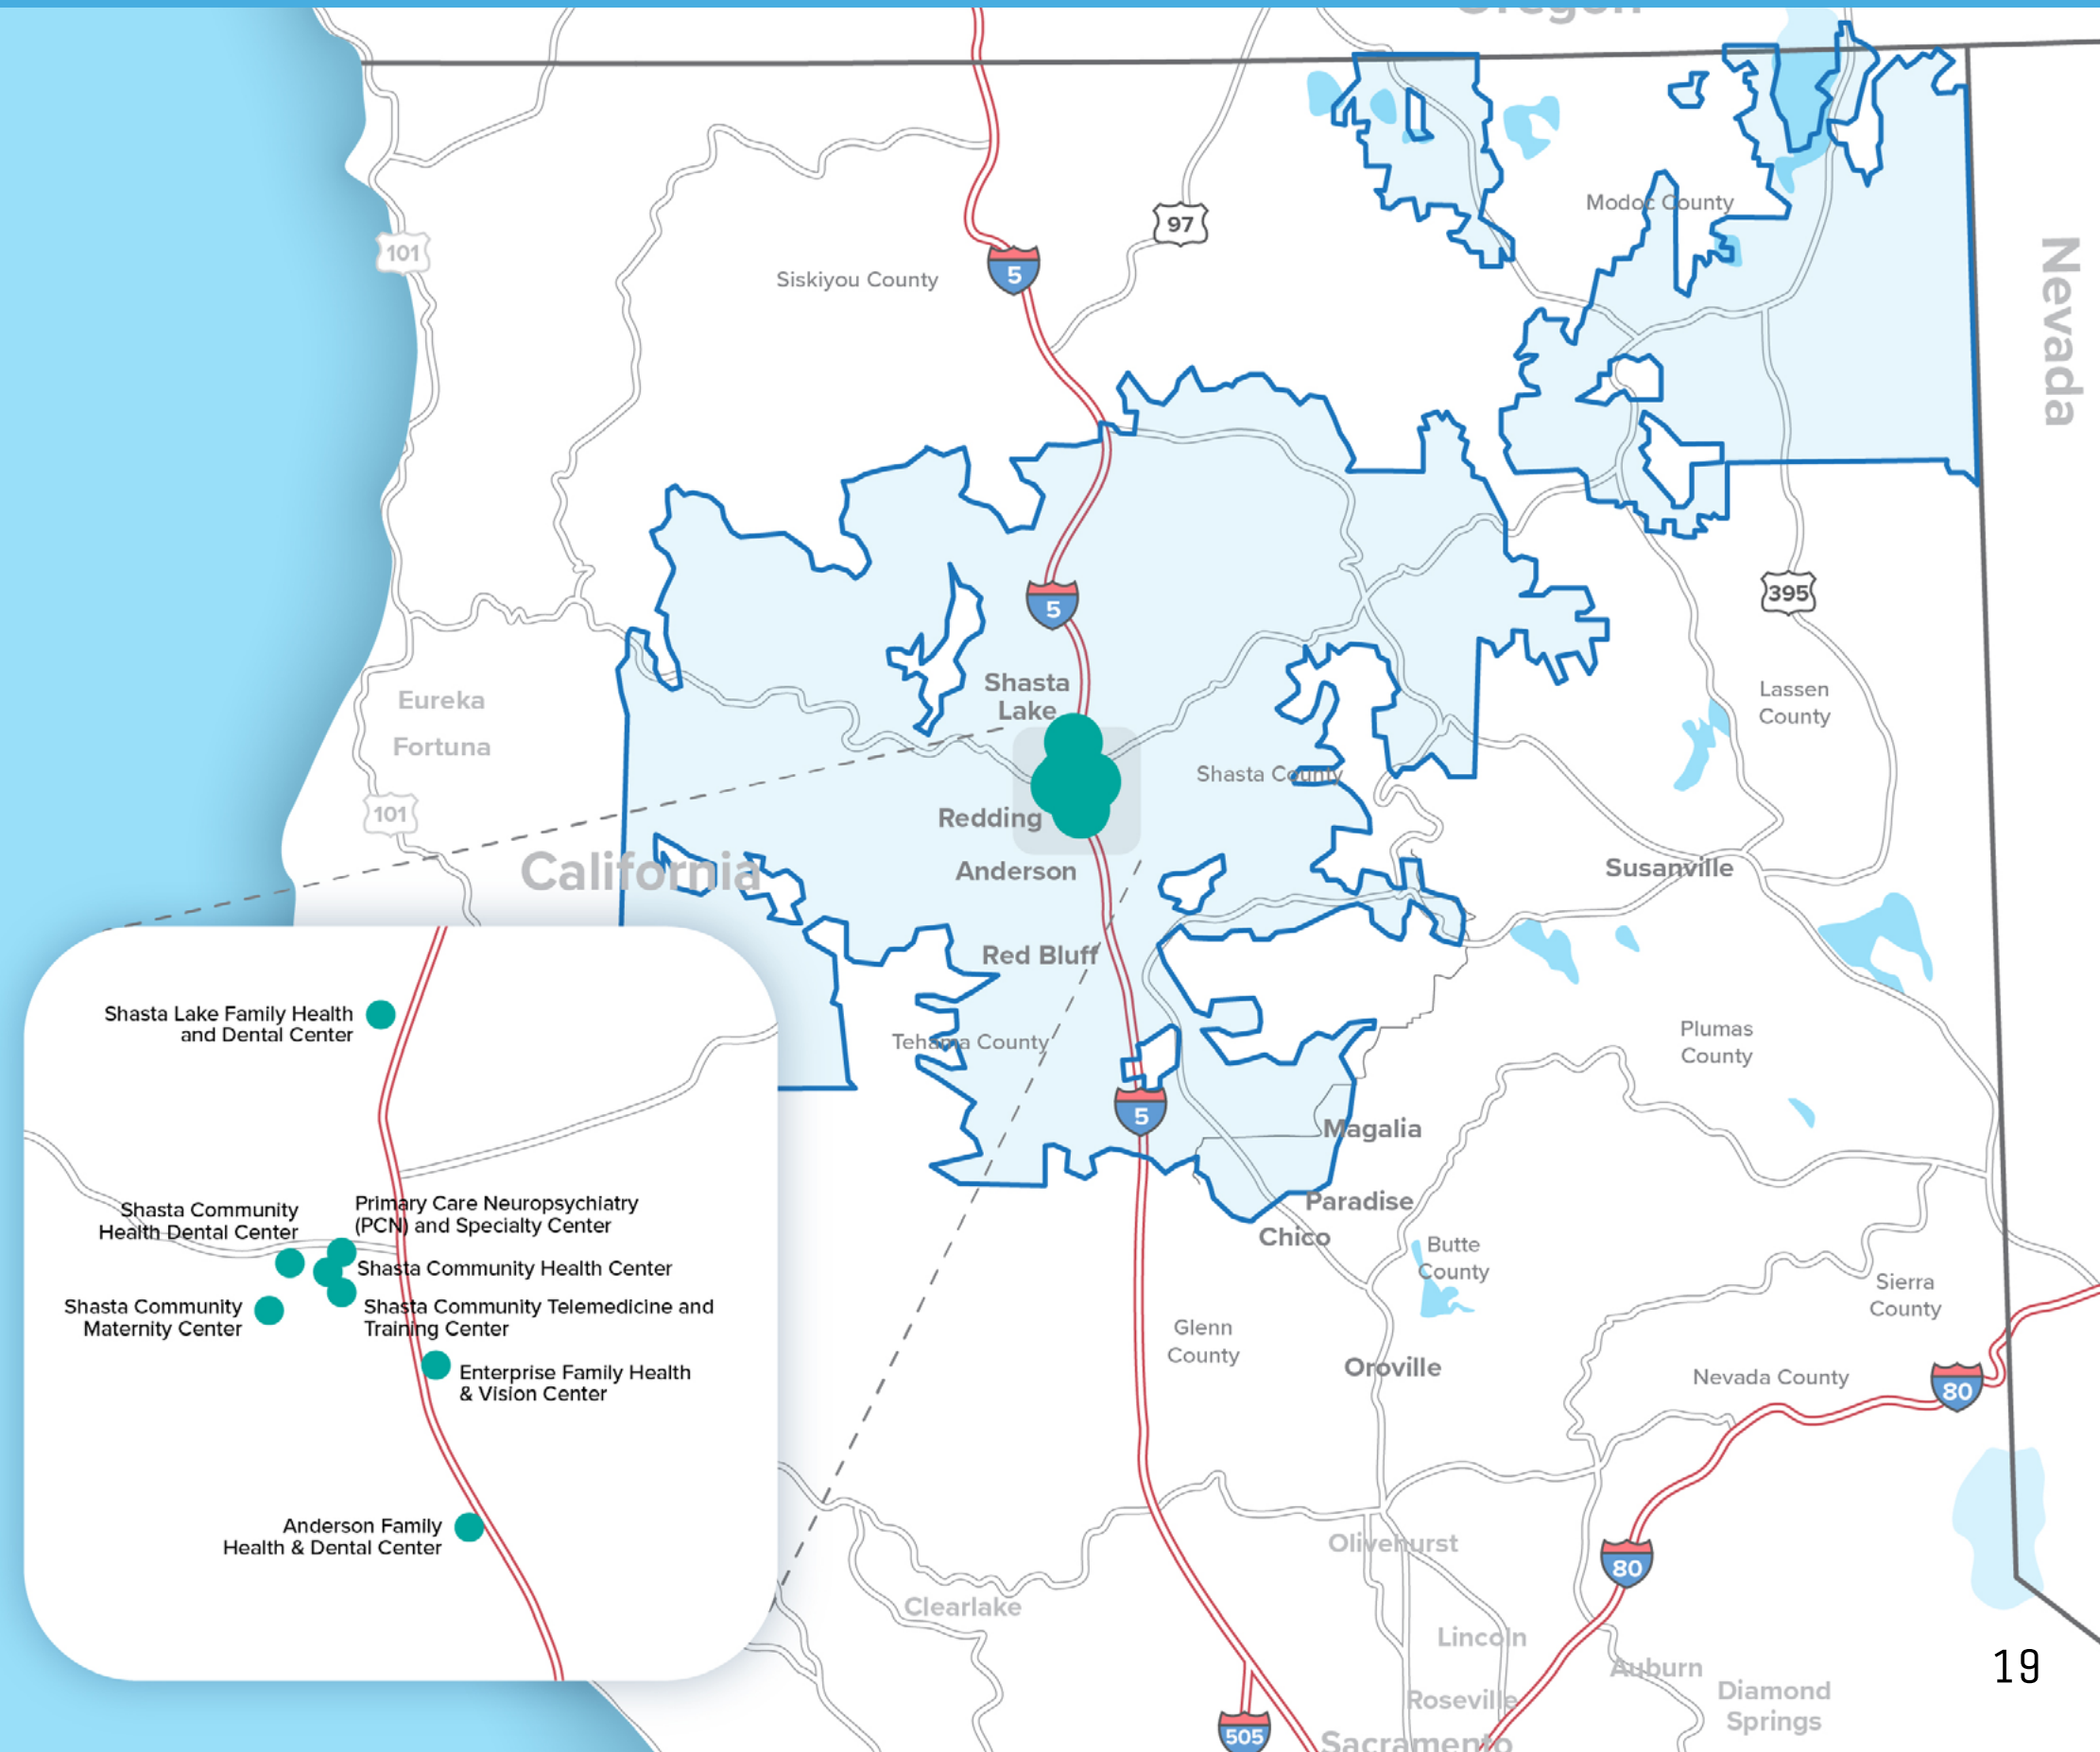 Oregon
101
97
5
Modoc County
Siskiyou County
Nevada
5
395
Shasta
Lake
Lassen
County
Eureka
Fortuna
Shasta County
101
Redding
California
Anderson
Susanville
Red Bluff
Tehama County
Plumas
County
5
Magalia
Paradise
Chico
Butte
County
Sierra
County
Glenn
County
Oroville
Nevada County
80
Olivehurst
80
Clearlake
Lincoln
Auburn
Roseville
Diamond
Springs
505
Sacramento
Shasta Lake Family Health
and Dental Center
Shasta Community
Health Dental Center
Primary Care Neuropsychiatry
(PCN) and Specialty Center
Shasta Community Health Center
Shasta Community
Maternity Center
Shasta Community Telemedicine and
Training Center
Enterprise Family Health
& Vision Center
Anderson Family
Health & Dental Center
19